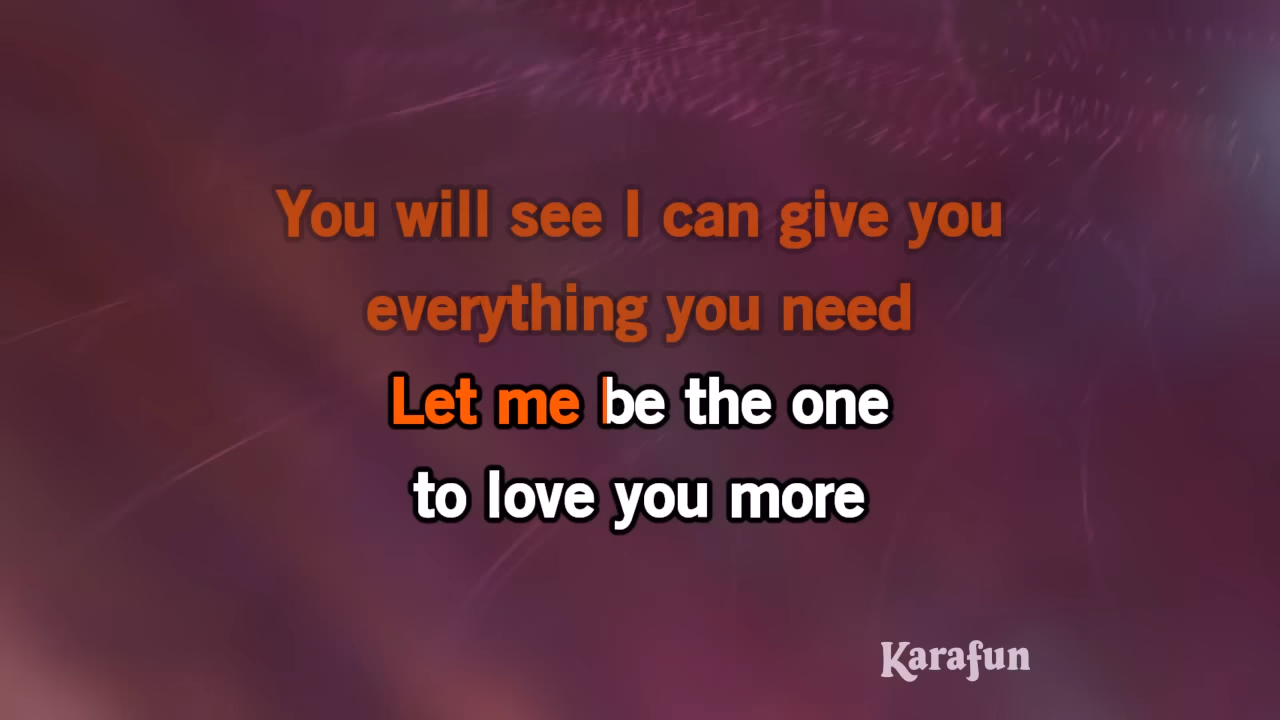 You will see I can give you
everything you need
Let me be the one
to love you more
Karafun